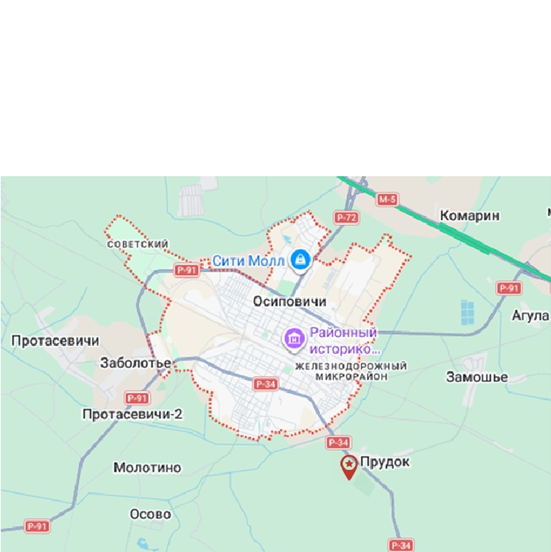 М-5
Р-72
Комарин
СОВЕТСКИЙ
Сити Молл
Р-91
Р-91
Осиповичи
Агула
Районный
историко...
Протасевичи
Заболотье
ЖЕЛЕЗНОДОРОЖНЫЙ
МИКРОРАЙОН
Замошье
Р-34
Р-91
Протасевичи-2
Р-34
Прудок
Молотино
Осово
Р-91
Р-34